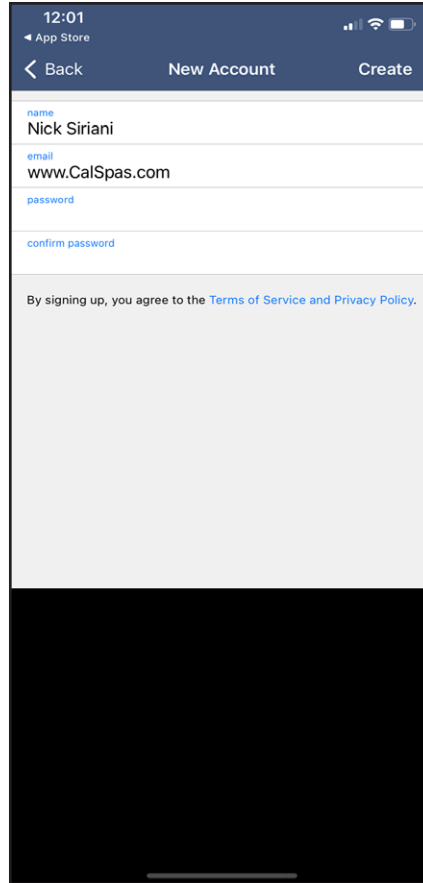 12:01
◀ App Store
Back New Account Create
name
Nick Siriani
email
www.CalSpas.com
password
confirm password
By signing up, you agree to the Terms of Service and Privacy Policy.